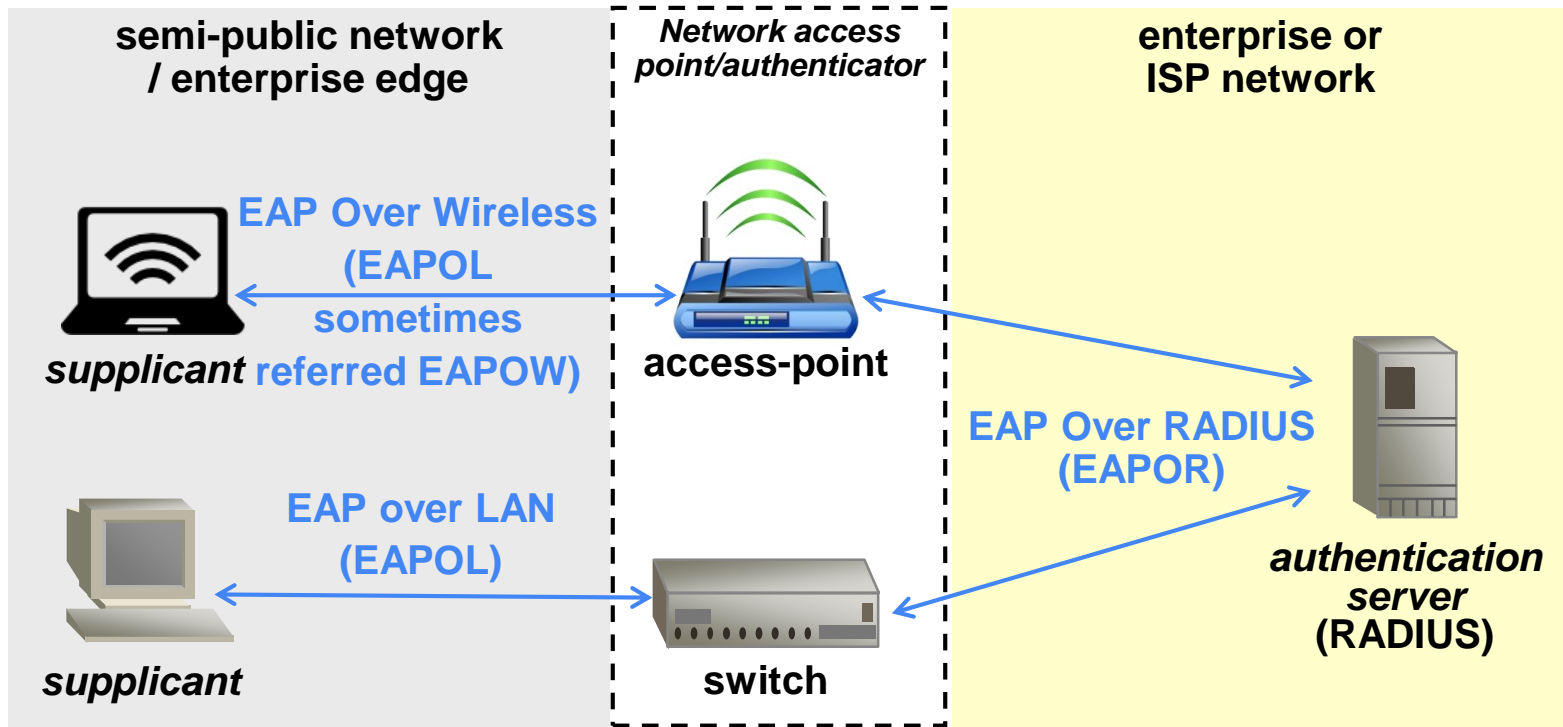 semi-public network
/ enterprise edge
Network access
point/authenticator
enterprise or
ISP network
EAP Over Wireless
(EAPOL
sometimes
referred EAPOW)
supplicant
access-point
EAP Over RADIUS
(EAPOR)
EAP over LAN
(EAPOL)
supplicant
switch
authentication
server
(RADIUS)